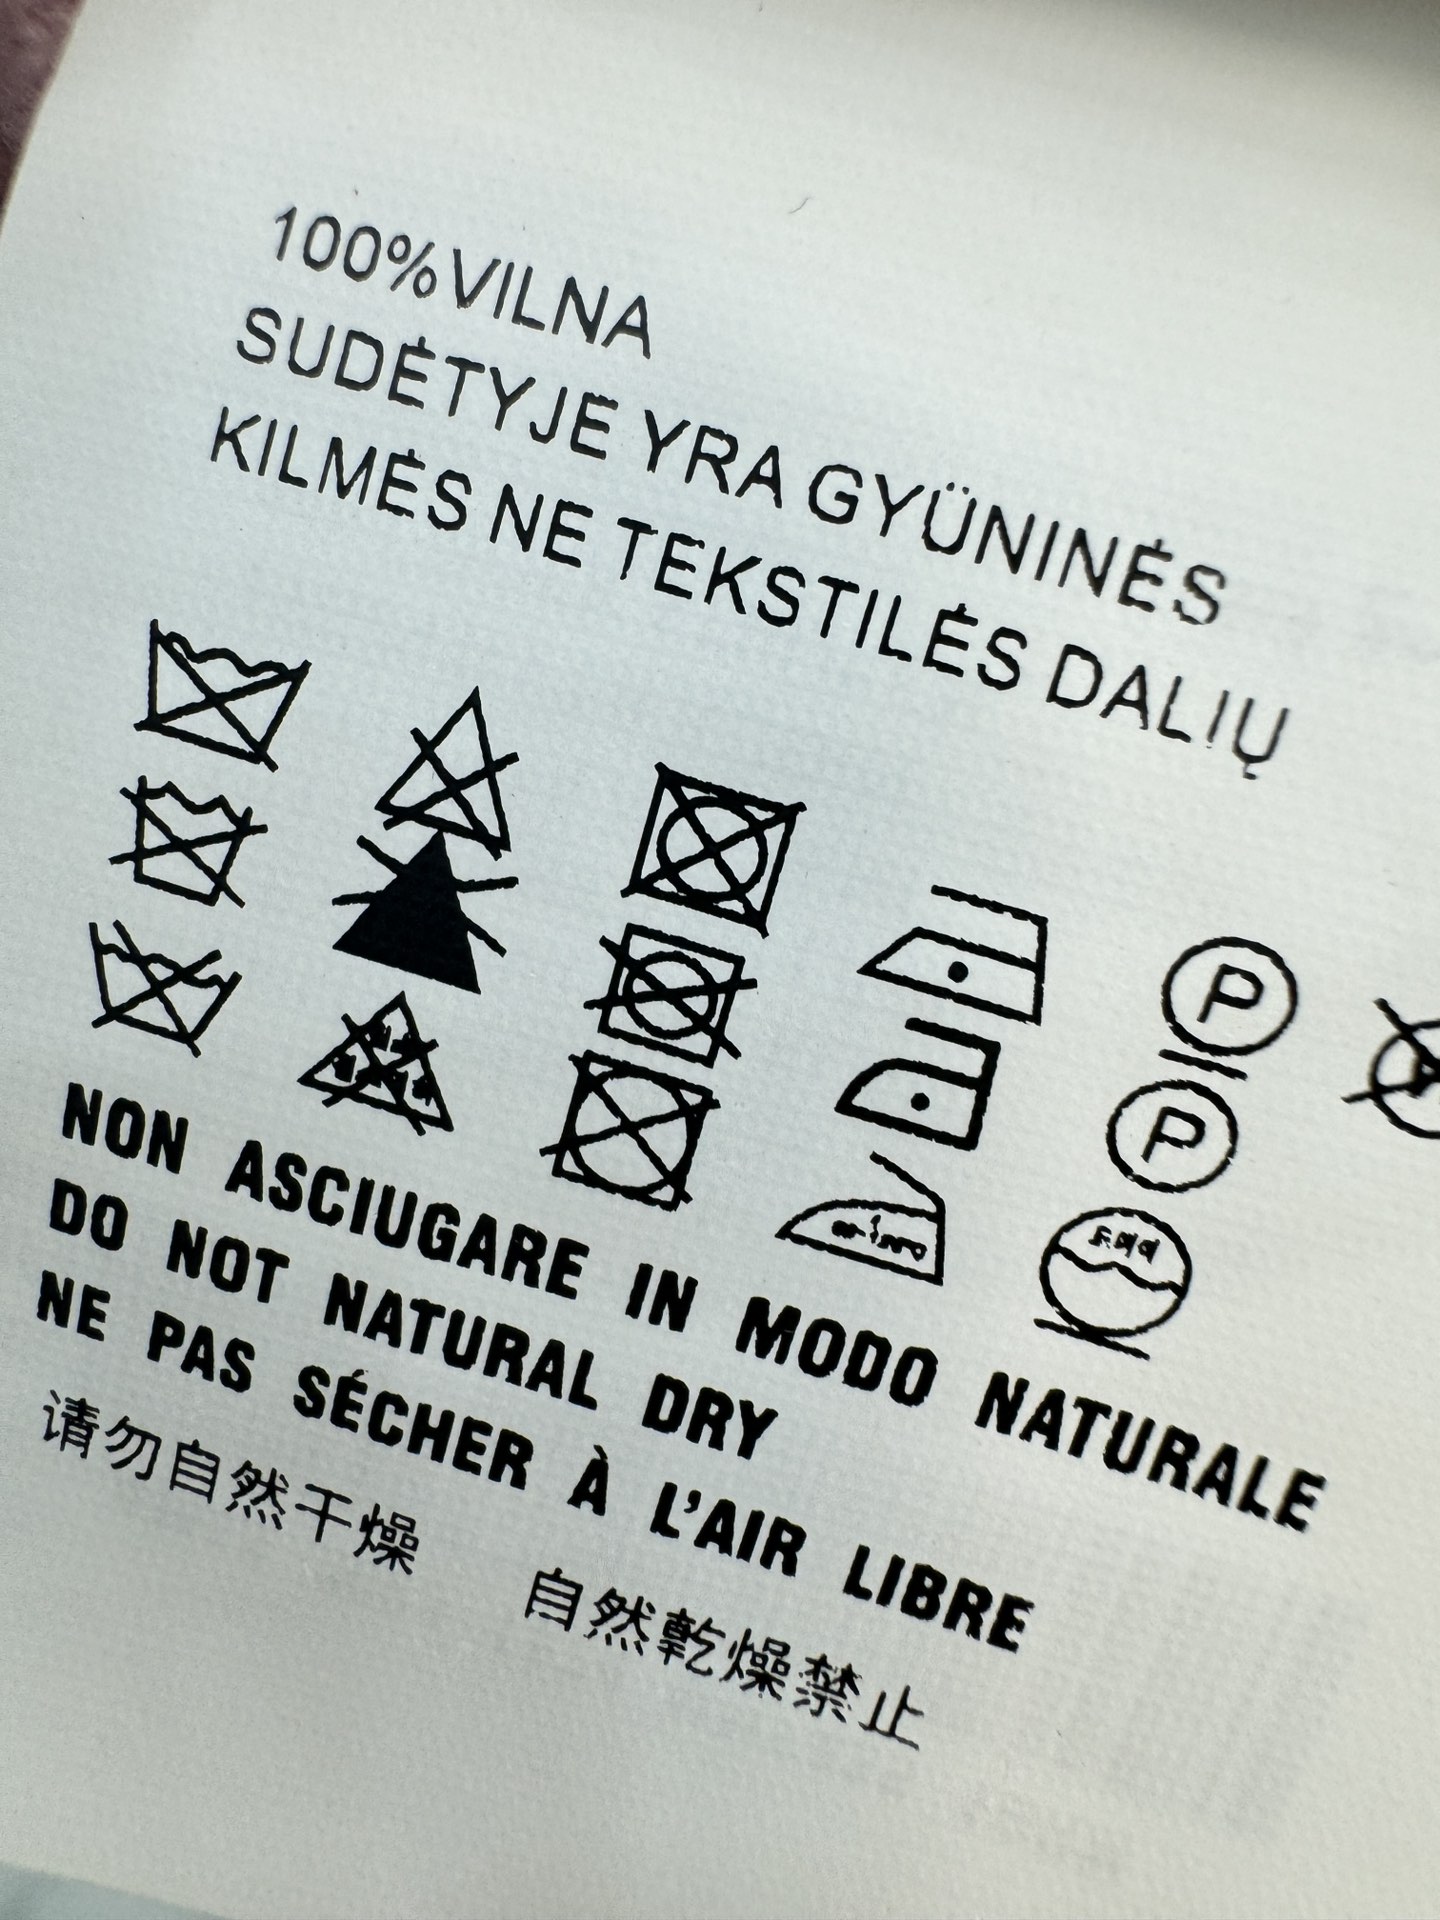 100%VILNA
SUDĖTYJE YRA GYÜNINĖS
KILMĖS NE TEKSTILĖS DALIŲ
P
P
NON ASCIUGARE IN MODO NATURALE
DO NOT NATURAL DRY
NE PAS SÉCHER À L'AIR LIBRE
请勿自然干燥 自然乾燥禁止